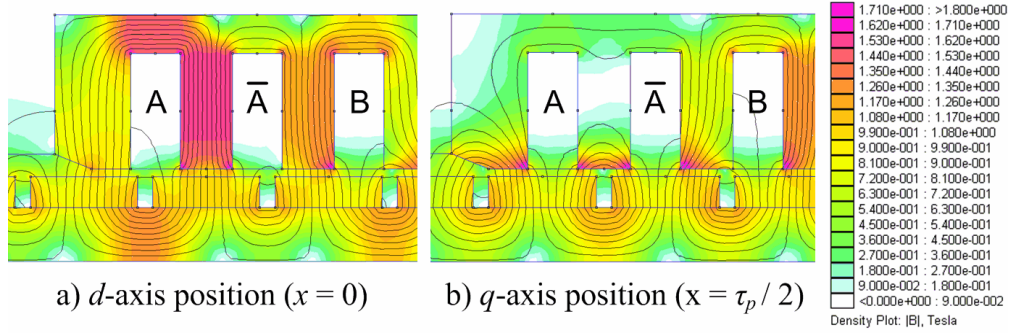 A
A
B
A
A
B
a) d-axis position (x = 0)
b) q-axis position (x = τp / 2)
1.710e+000 : >1.800e+000
1.620e+000 : 1.710e+000
1.530e+000 : 1.620e+000
1.440e+000 : 1.530e+000
1.350e+000 : 1.440e+000
1.260e+000 : 1.350e+000
1.170e+000 : 1.260e+000
1.080e+000 : 1.170e+000
9.900e-001 : 1.080e+000
9.000e-001 : 9.900e-001
8.100e-001 : 9.000e-001
7.200e-001 : 8.100e-001
6.300e-001 : 7.200e-001
5.400e-001 : 6.300e-001
4.500e-001 : 5.400e-001
3.600e-001 : 4.500e-001
2.700e-001 : 3.600e-001
1.800e-001 : 2.700e-001
9.000e-002 : 1.800e-001
<0.000e+000 : 9.000e-002
Density Plot: |B|, Tesla